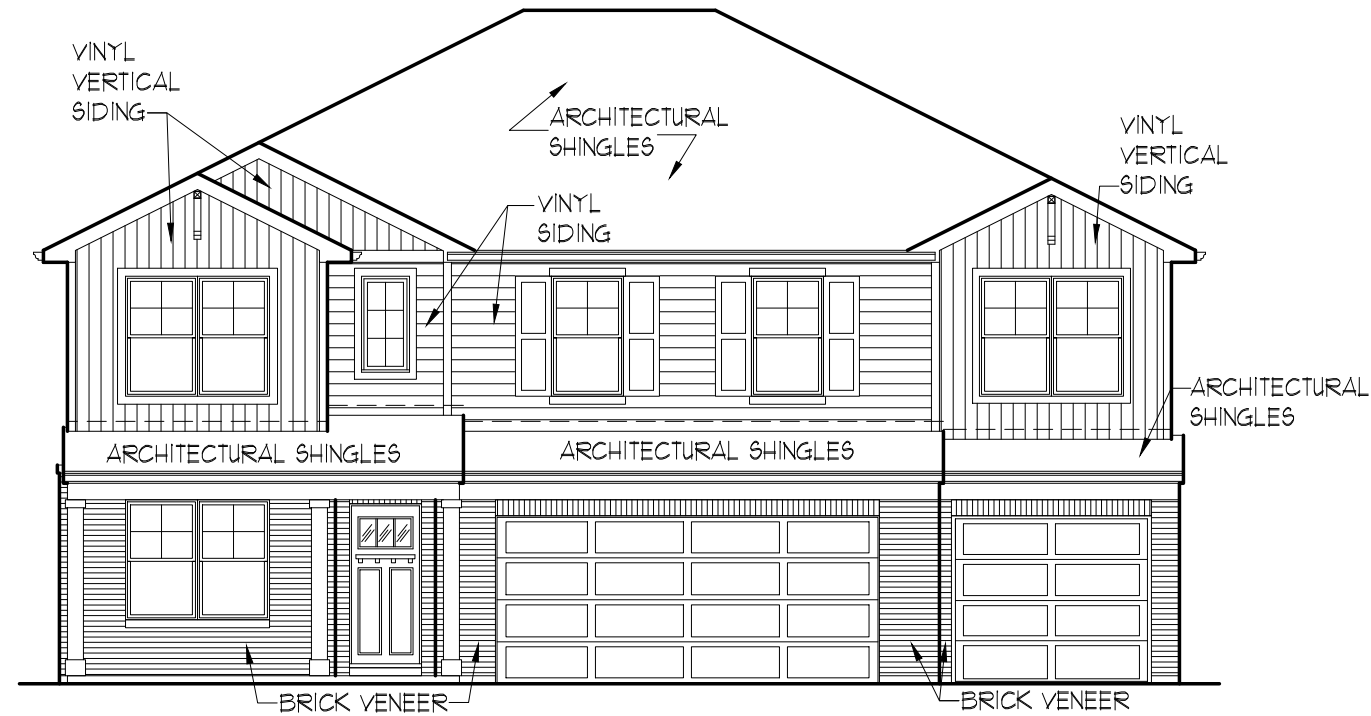 VINYL
VERTICAL
SIDING
ARCHITECTURAL
SHINGLES
VINYL
VERTICAL
SIDING
VINYL
SIDING
ARCHITECTURAL
SHINGLES
ARCHITECTURAL SHINGLES
ARCHITECTURAL SHINGLES
BRICK VENEER
BRICK VENEER